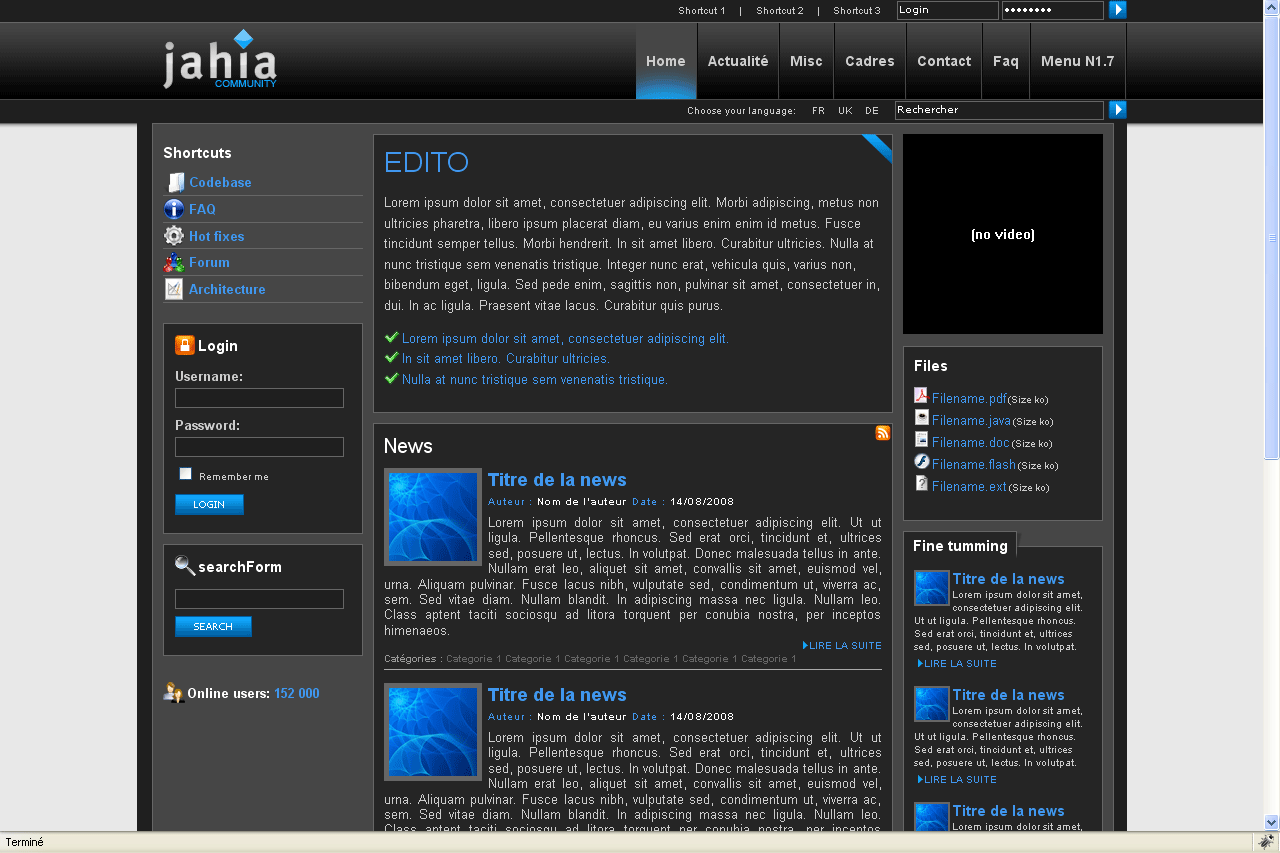 Shortcut 1 | Shortcut 2 | Shortcut 3 Login ••••••••
jahia
COMMUNITY
Home Actualité Misc Cadres Contact Faq Menu N1.7
Choose your language: FR UK DE Rechercher
Shortcuts
Codebase
FAQ
Hot fixes
Forum
Architecture
Login
Username:
Password:
Remember me
LOGIN
searchForm
SEARCH
Online users: 152 000
EDITO
Lorem ipsum dolor sit amet, consectetuer adipiscing elit. Morbi adipiscing, metus non
ultricies pharetra, libero ipsum placerat diam, eu varius enim enim id metus. Fusce
tincidunt semper tellus. Morbi hendrerit. In sit amet libero. Curabitur ultricies. Nulla at
nunc tristique sem venenatis tristique. Integer nunc erat, vehicula quis, varius non,
bibendum eget, ligula. Sed pede enim, sagittis non, pulvinar sit amet, consectetuer in,
dui. In ac ligula. Praesent vitae lacus. Curabitur quis purus.
Lorem ipsum dolor sit amet, consectetuer adipiscing elit.
In sit amet libero. Curabitur ultricies.
Nulla at nunc tristique sem venenatis tristique.
News
Titre de la news
Auteur : Nom de l'auteur Date : 14/08/2008
Lorem ipsum dolor sit amet, consectetuer adipiscing elit. Ut ut
ligula. Pellentesque rhoncus. Sed erat orci, tincidunt et, ultrices
sed, posuere ut, lectus. In volutpat. Donec malesuada tellus in ante.
Nullam erat leo, aliquet sit amet, convallis sit amet, euismod vel,
urna. Aliquam pulvinar. Fusce lacus nibh, vulputate sed, condimentum ut, viverra ac,
sem. Sed vitae diam. Nullam blandit. In adipiscing massa nec ligula. Nullam leo.
Class aptent taciti sociosqu ad litora torquent per conubia nostra, per inceptos
himenaeos.
LIRE LA SUITE
Catégories : Categorie 1 Categorie 1 Categorie 1 Categorie 1 Categorie 1 Categorie 1
Titre de la news
Auteur : Nom de l'auteur Date : 14/08/2008
Lorem ipsum dolor sit amet, consectetuer adipiscing elit. Ut ut
ligula. Pellentesque rhoncus. Sed erat orci, tincidunt et, ultrices
sed, posuere ut, lectus. In volutpat. Donec malesuada tellus in ante.
Nullam erat leo, aliquet sit amet, convallis sit amet, euismod vel,
urna. Aliquam pulvinar. Fusce lacus nibh, vulputate sed, condimentum ut, viverra ac,
sem. Sed vitae diam. Nullam blandit. In adipiscing massa nec ligula. Nullam leo.
Class aptent taciti sociosqu ad litora torquent per conubia nostra, per inceptos
(no video)
Files
Filename.pdf(Size ko)
Filename.java(Size ko)
Filename.doc(Size ko)
Filename.flash(Size ko)
Filename.ext(Size ko)
Fine tumming
Titre de la news
Lorem ipsum dolor sit amet,
consectetuer adipiscing elit.
Ut ut ligula. Pellentesque rhoncus.
Sed erat orci, tincidunt et, ultrices
sed, posuere ut, lectus. In volutpat.
LIRE LA SUITE
Titre de la news
Lorem ipsum dolor sit amet,
consectetuer adipiscing elit.
Ut ut ligula. Pellentesque rhoncus.
Sed erat orci, tincidunt et, ultrices
sed, posuere ut, lectus. In volutpat.
LIRE LA SUITE
Titre de la news
Lorem ipsum dolor sit amet,
Terminé